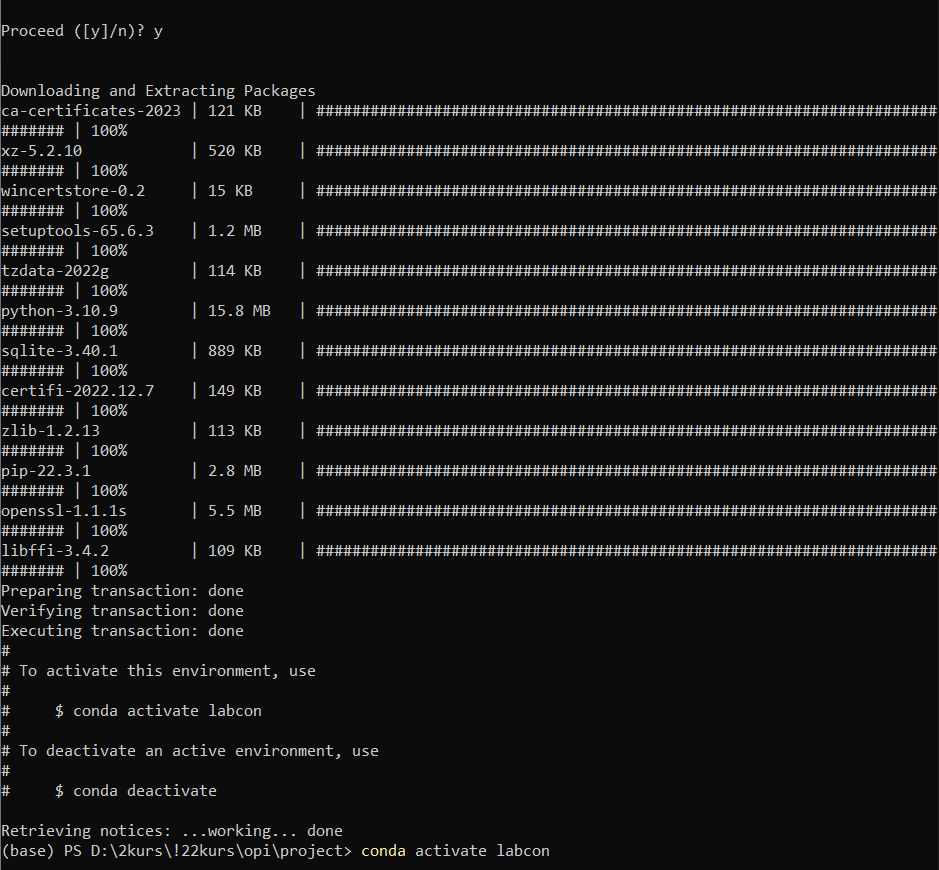 Proceed ([y]/n)? y
Downloading and Extracting Packages
ca-certificates-2023 | 121 KB    | #####################################################################
####### | 100%
xz-5.2.10            | 520 KB    | #####################################################################
####### | 100%
wincertstore-0.2     | 15 KB     | #####################################################################
####### | 100%
setuptools-65.6.3    | 1.2 MB    | #####################################################################
####### | 100%
tzdata-2022g         | 114 KB    | #####################################################################
####### | 100%
python-3.10.9        | 15.8 MB   | #####################################################################
####### | 100%
sqlite-3.40.1        | 889 KB    | #####################################################################
####### | 100%
certifi-2022.12.7    | 149 KB    | #####################################################################
####### | 100%
zlib-1.2.13          | 113 KB    | #####################################################################
####### | 100%
pip-22.3.1           | 2.8 MB    | #####################################################################
####### | 100%
openssl-1.1.1s       | 5.5 MB    | #####################################################################
####### | 100%
libffi-3.4.2         | 109 KB    | #####################################################################
####### | 100%
Preparing transaction: done
Verifying transaction: done
Executing transaction: done
#
# To activate this environment, use
#
#     $ conda activate labcon
#
# To deactivate an active environment, use
#
#     $ conda deactivate
Retrieving notices: ...working... done
(base) PS D:\2kurs\!22kurs\opi\project> conda activate labcon